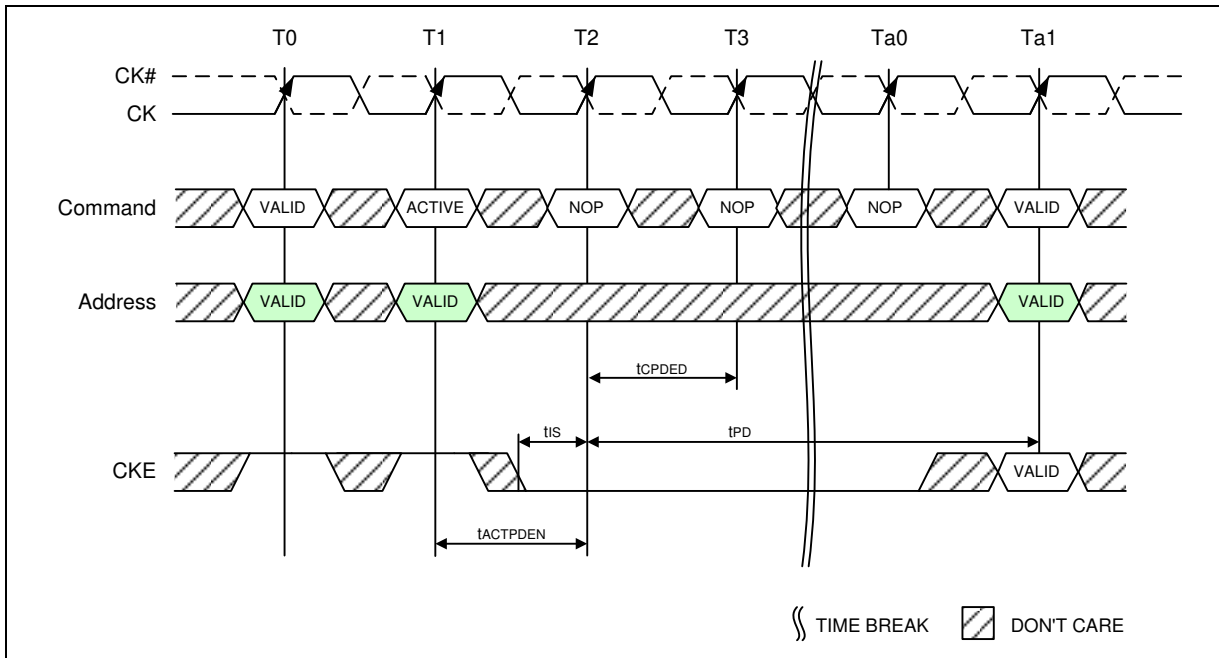 T0 T1 T2 T3 Ta0 Ta1
CK#
CK
Command VALID ACTIVE NOP NOP NOP VALID
Address VALID VALID VALID
tCPDED
tIS tPD
CKE VALID
tACTPDEN
TIME BREAK DON'T CARE